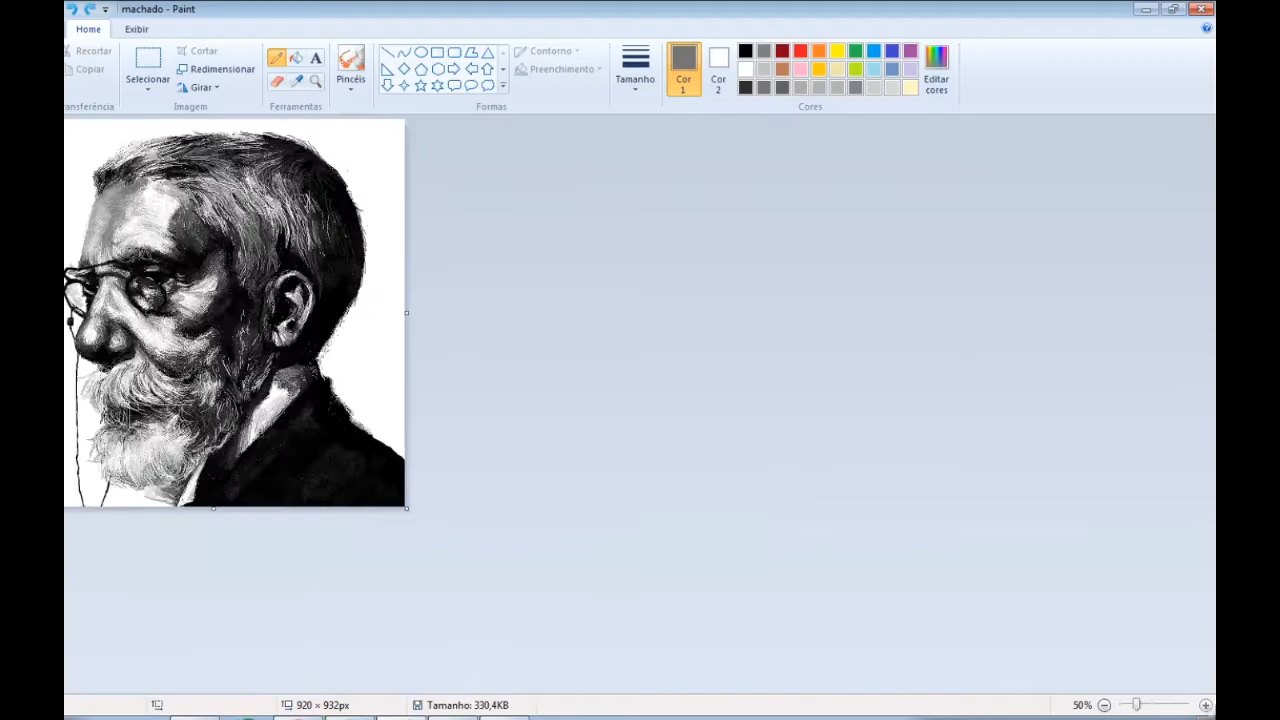 machado - Paint
Home Exibir
Recortar
Copiar
ansferência
Selecionar
Cortar
Redimensionar
Girar
Imagem
A
Ferramentas
Pincéis
Formas
Contorno
Preenchimento
Tamanho
Cor 1
Cor 2
Cores
Editar cores
920 × 932px
Tamanho: 330,4KB
50%